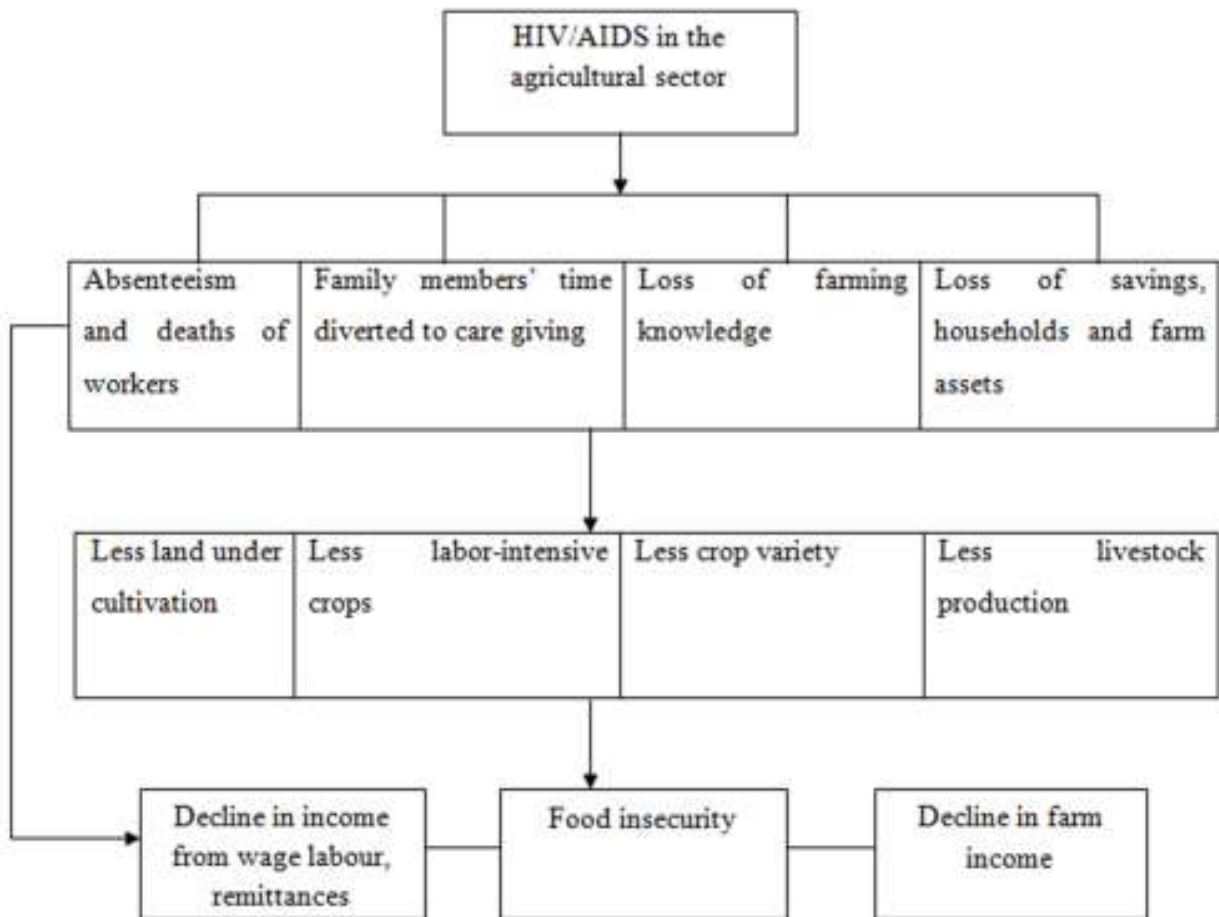 HIV/AIDS in the
agricultural sector
Absenteeism
and deaths of
workers
Family members’ time
diverted to care giving
Loss of farming
knowledge
Loss of savings,
households and farm
assets
Less land under
cultivation
Less labor-intensive
crops
Less crop variety
Less livestock
production
Decline in income
from wage labour,
remittances
Food insecurity
Decline in farm
income